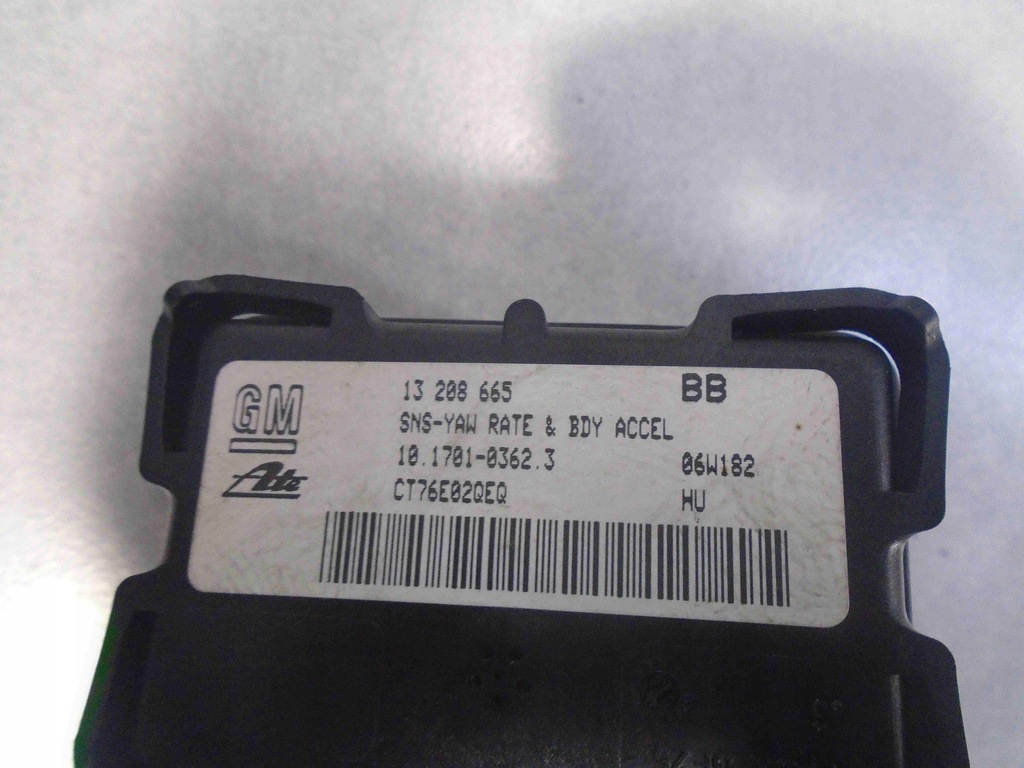 GM
13 208 665 BB
SNS-YAW RATE & BDY ACCEL
10.1701-0362.3 06W182
Ate
CT76E02QEQ HU